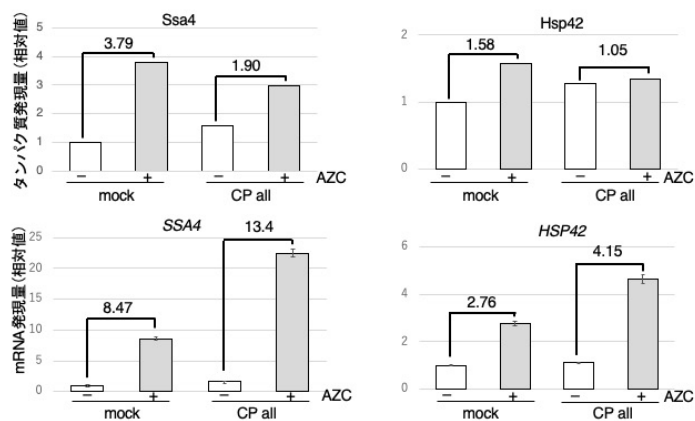 Ssa4
タンパク質発現量（相対値）
5
4
3
2
1
0
3.79
1.90
− + − + AZC
mock CP all
Hsp42
2
1
0
1.58
1.05
− + − + AZC
mock CP all
SSA4
mRNA発現量（相対値）
25
20
15
10
5
0
8.47
13.4
− + − + AZC
mock CP all
HSP42
6
4
2
0
2.76
4.15
− + − + AZC
mock CP all